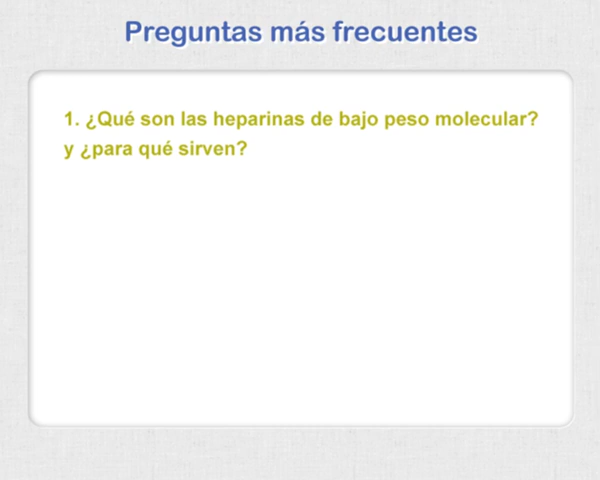 Preguntas más frecuentes
1. ¿Qué son las heparinas de bajo peso molecular?
y ¿para qué sirven?